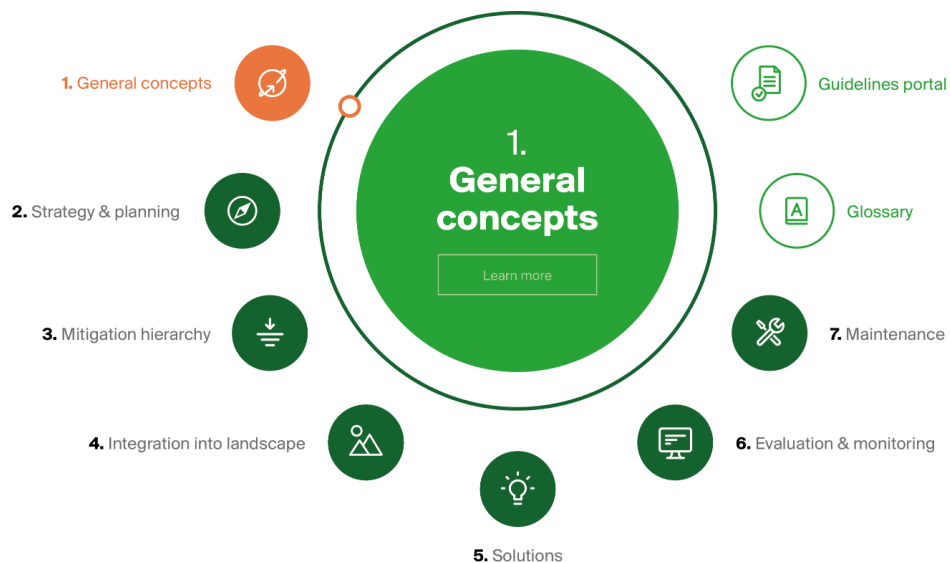 1. General concepts
2. Strategy & planning
3. Mitigation hierarchy
4. Integration into landscape
5. Solutions
6. Evaluation & monitoring
7. Maintenance
Glossary
Guidelines portal
1.
General
concepts
Learn more